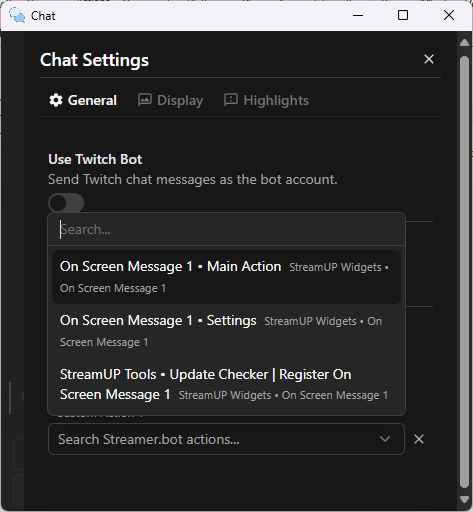 Chat
Chat Settings
General Display Highlights
Use Twitch Bot
Send Twitch chat messages as the bot account.
Search...
On Screen Message 1 • Main Action StreamUP Widgets •
On Screen Message 1
On Screen Message 1 • Settings StreamUP Widgets • On
Screen Message 1
StreamUP Tools • Update Checker | Register On
Screen Message 1 StreamUP Widgets • On Screen Message 1
Search Streamer.bot actions...